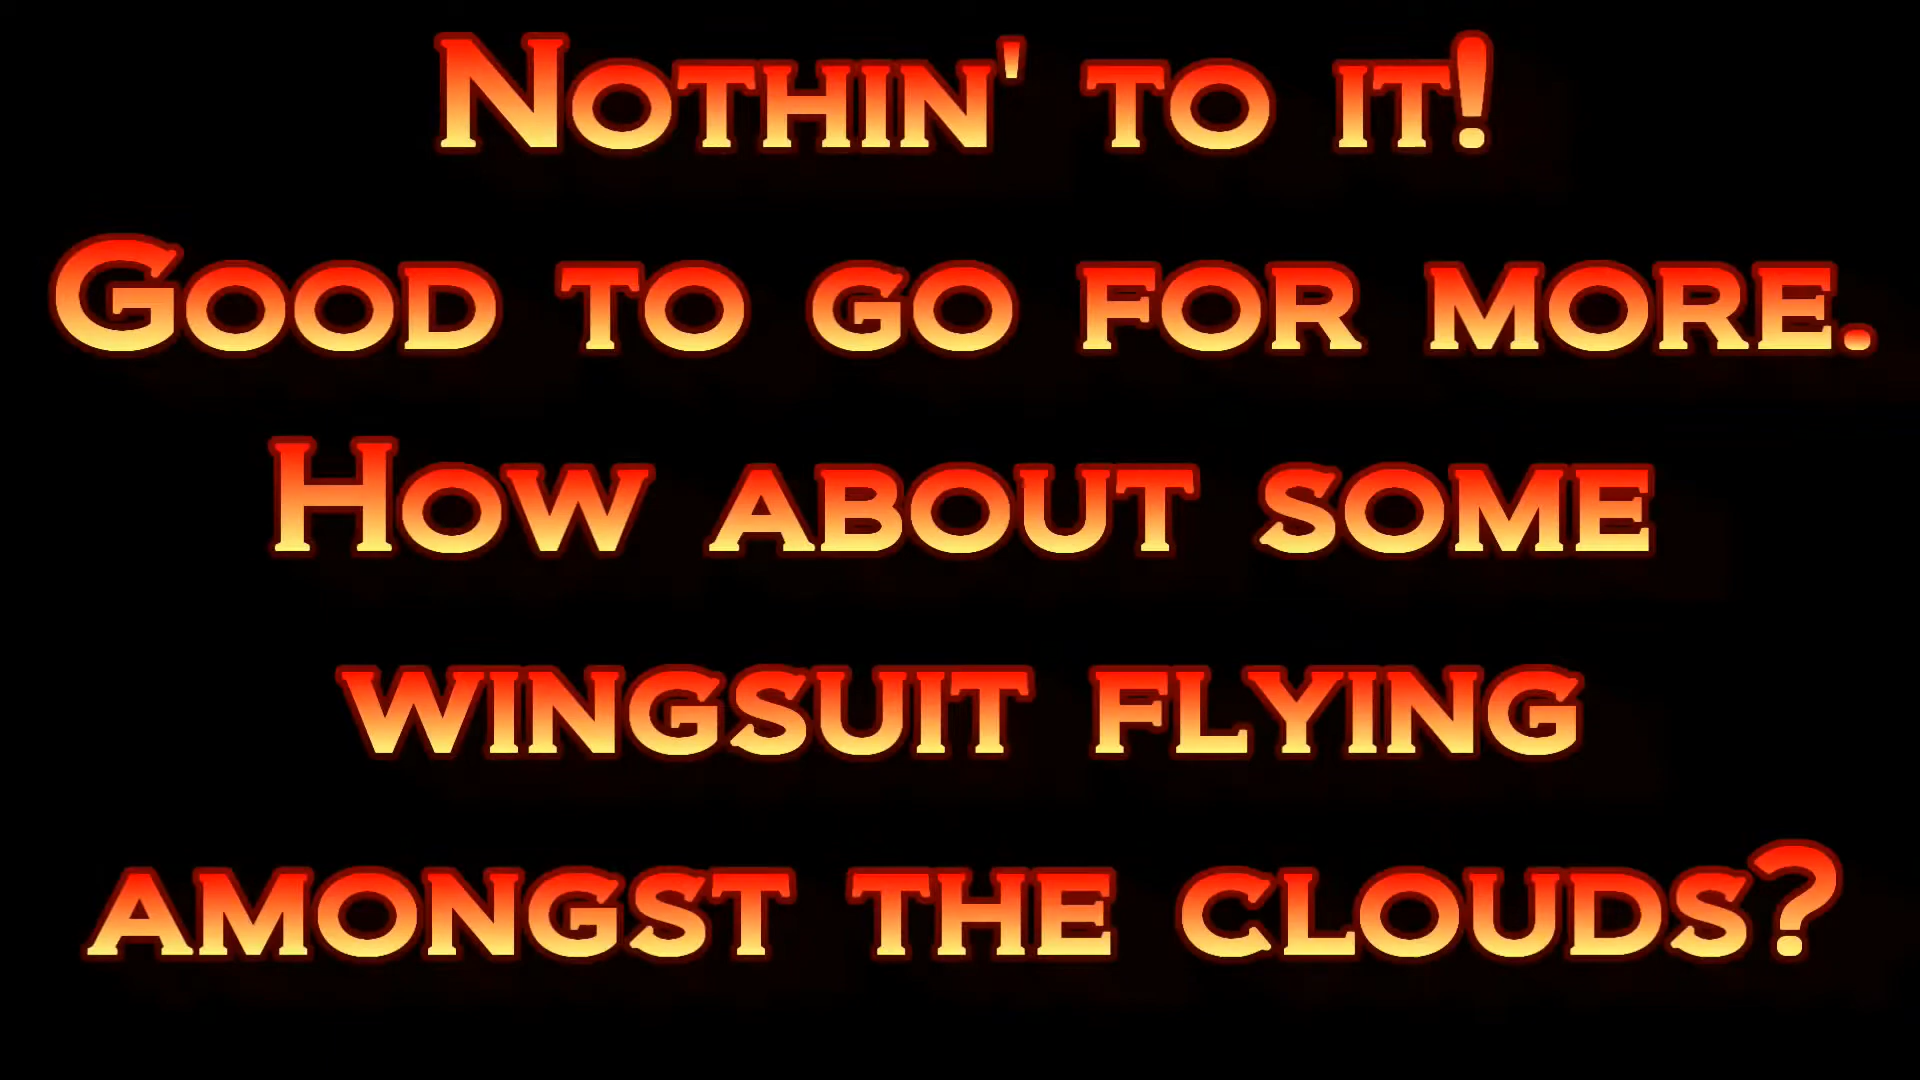 Nothin' to it!
Good to go for more.
How about some
wingsuit flying
amongst the clouds?